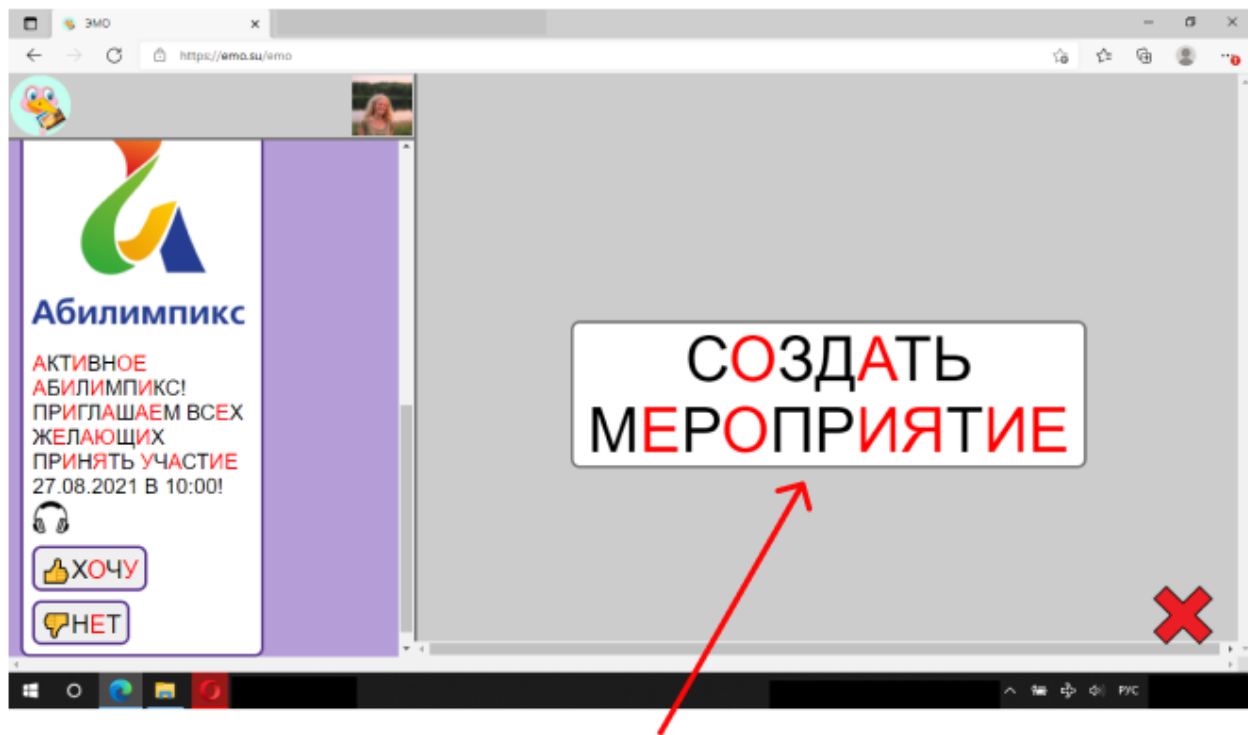 ЭМО
https://emo.su/emo
Абилимпикс
АКТИВНОЕ
АБИЛИМПИКС!
ПРИГЛАШАЕМ ВСЕХ
ЖЕЛАЮЩИХ
ПРИНЯТЬ УЧАСТИЕ
27.08.2021 В 10:00!
ХОЧУ
НЕТ
СОЗДАТЬ
МЕРОПРИЯТИЕ
РУС